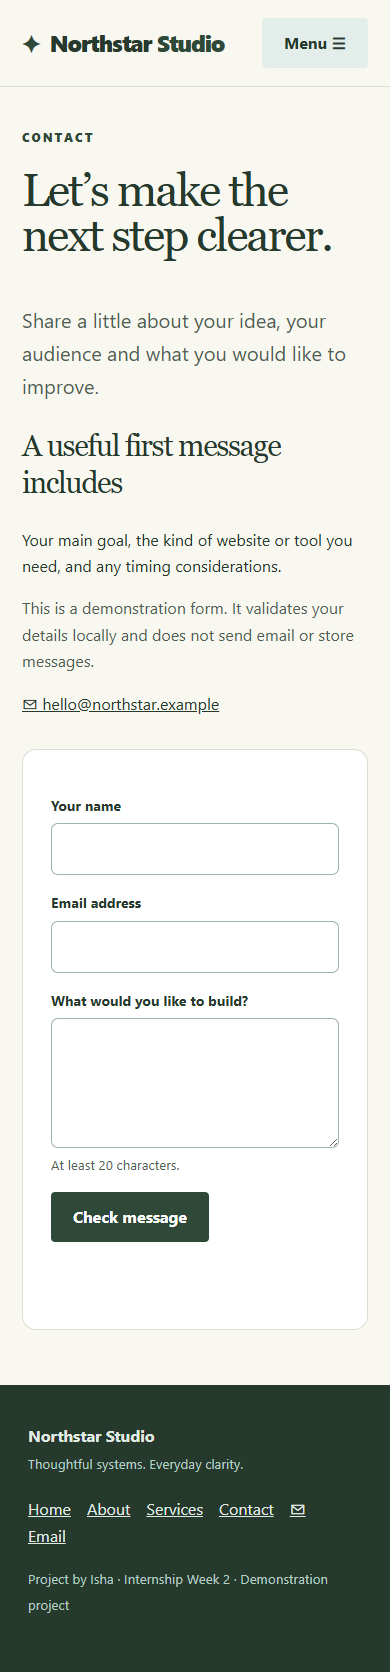 ✦ Northstar Studio
Menu ☰
CONTACT
Let’s make the
next step clearer.
Share a little about your idea, your
audience and what you would like to
improve.
A useful first message
includes
Your main goal, the kind of website or tool you
need, and any timing considerations.
This is a demonstration form. It validates your
details locally and does not send email or store
messages.
✉ hello@northstar.example
Your name
Email address
What would you like to build?
At least 20 characters.
Check message
Northstar Studio
Thoughtful systems. Everyday clarity.
Home About Services Contact ✉
Email
Project by Isha · Internship Week 2 · Demonstration
project